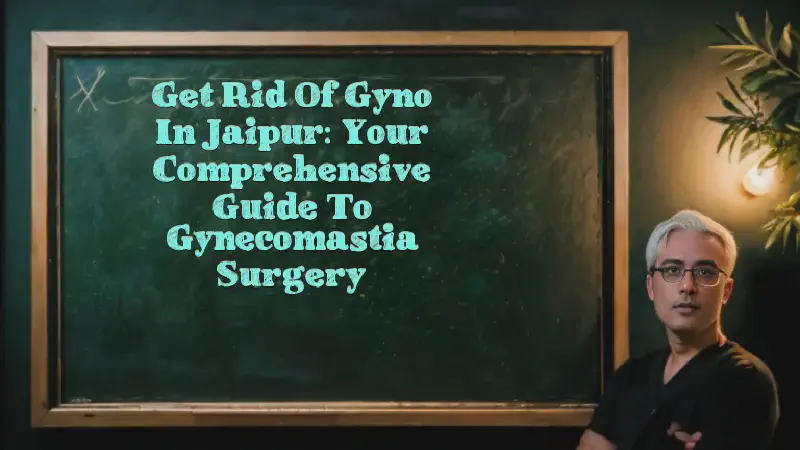 Get Rid Of Gyno
In Jaipur: Your
Comprehensive
Guide To
Gynecomastia
Surgery